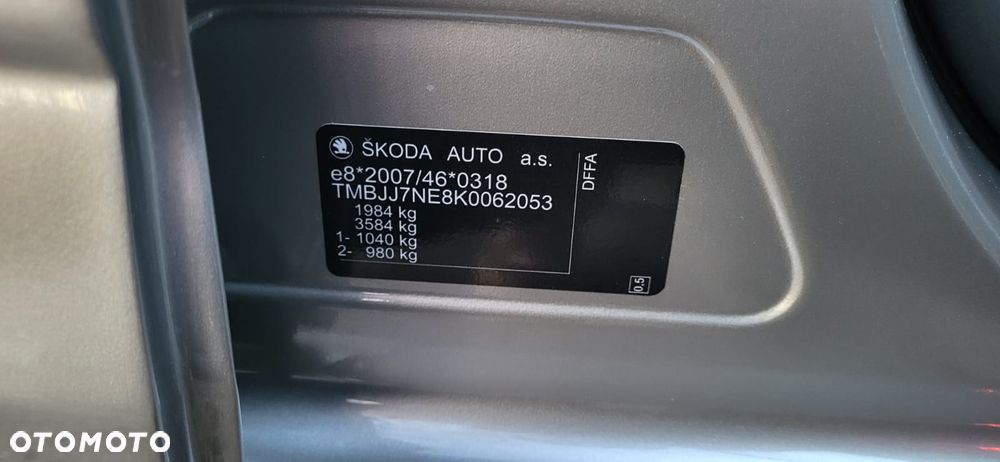 ŠKODA AUTO a.s.
e8*2007/46*0318
TMBJJ7NE8K0062053
1984 kg
3584 kg
1- 1040 kg
2- 980 kg
DFFA
0.5
OTOMOTO